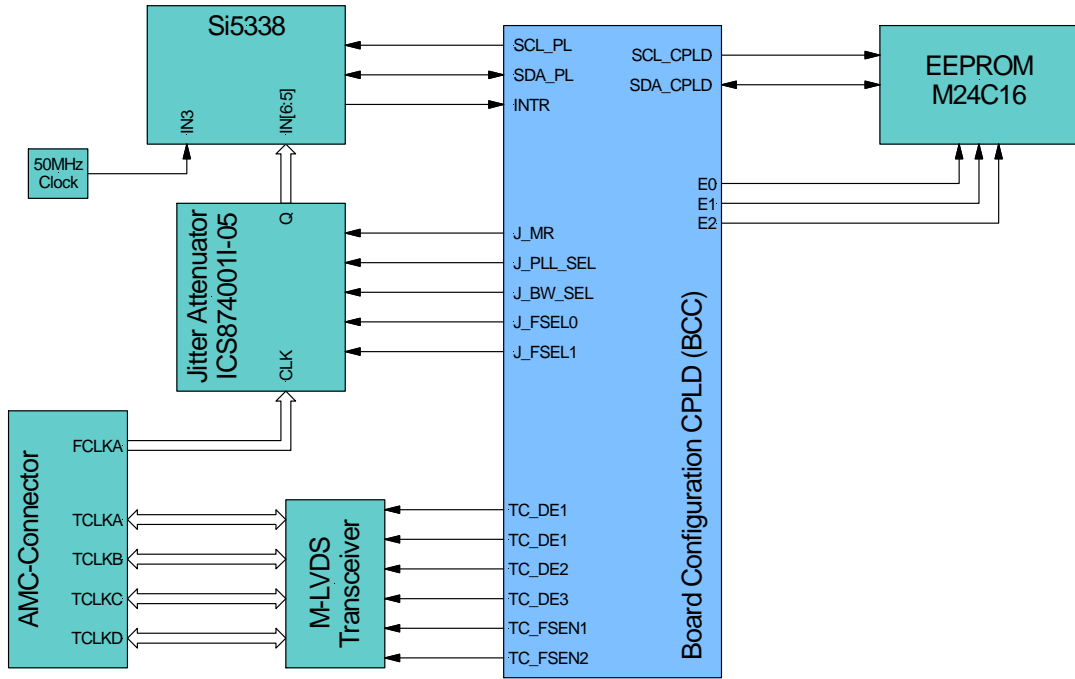 Si5338
IN3
IN[6:5]
50MHz
Clock
Q
Jitter Attenuator
ICS874001I-05
CLK
AMC-Connector
FCLKA
TCLKA
TCLKB
TCLKC
TCLKD
M-LVDS
Transceiver
SCL_PL
SDA_PL
INTR
J_MR
J_PLL_SEL
J_BW_SEL
J_FSEL0
J_FSEL1
TC_DE1
TC_DE1
TC_DE2
TC_DE3
TC_FSEN1
TC_FSEN2
Board Configuration CPLD (BCC)
SCL_CPLD
SDA_CPLD
E0
E1
E2
EEPROM
M24C16